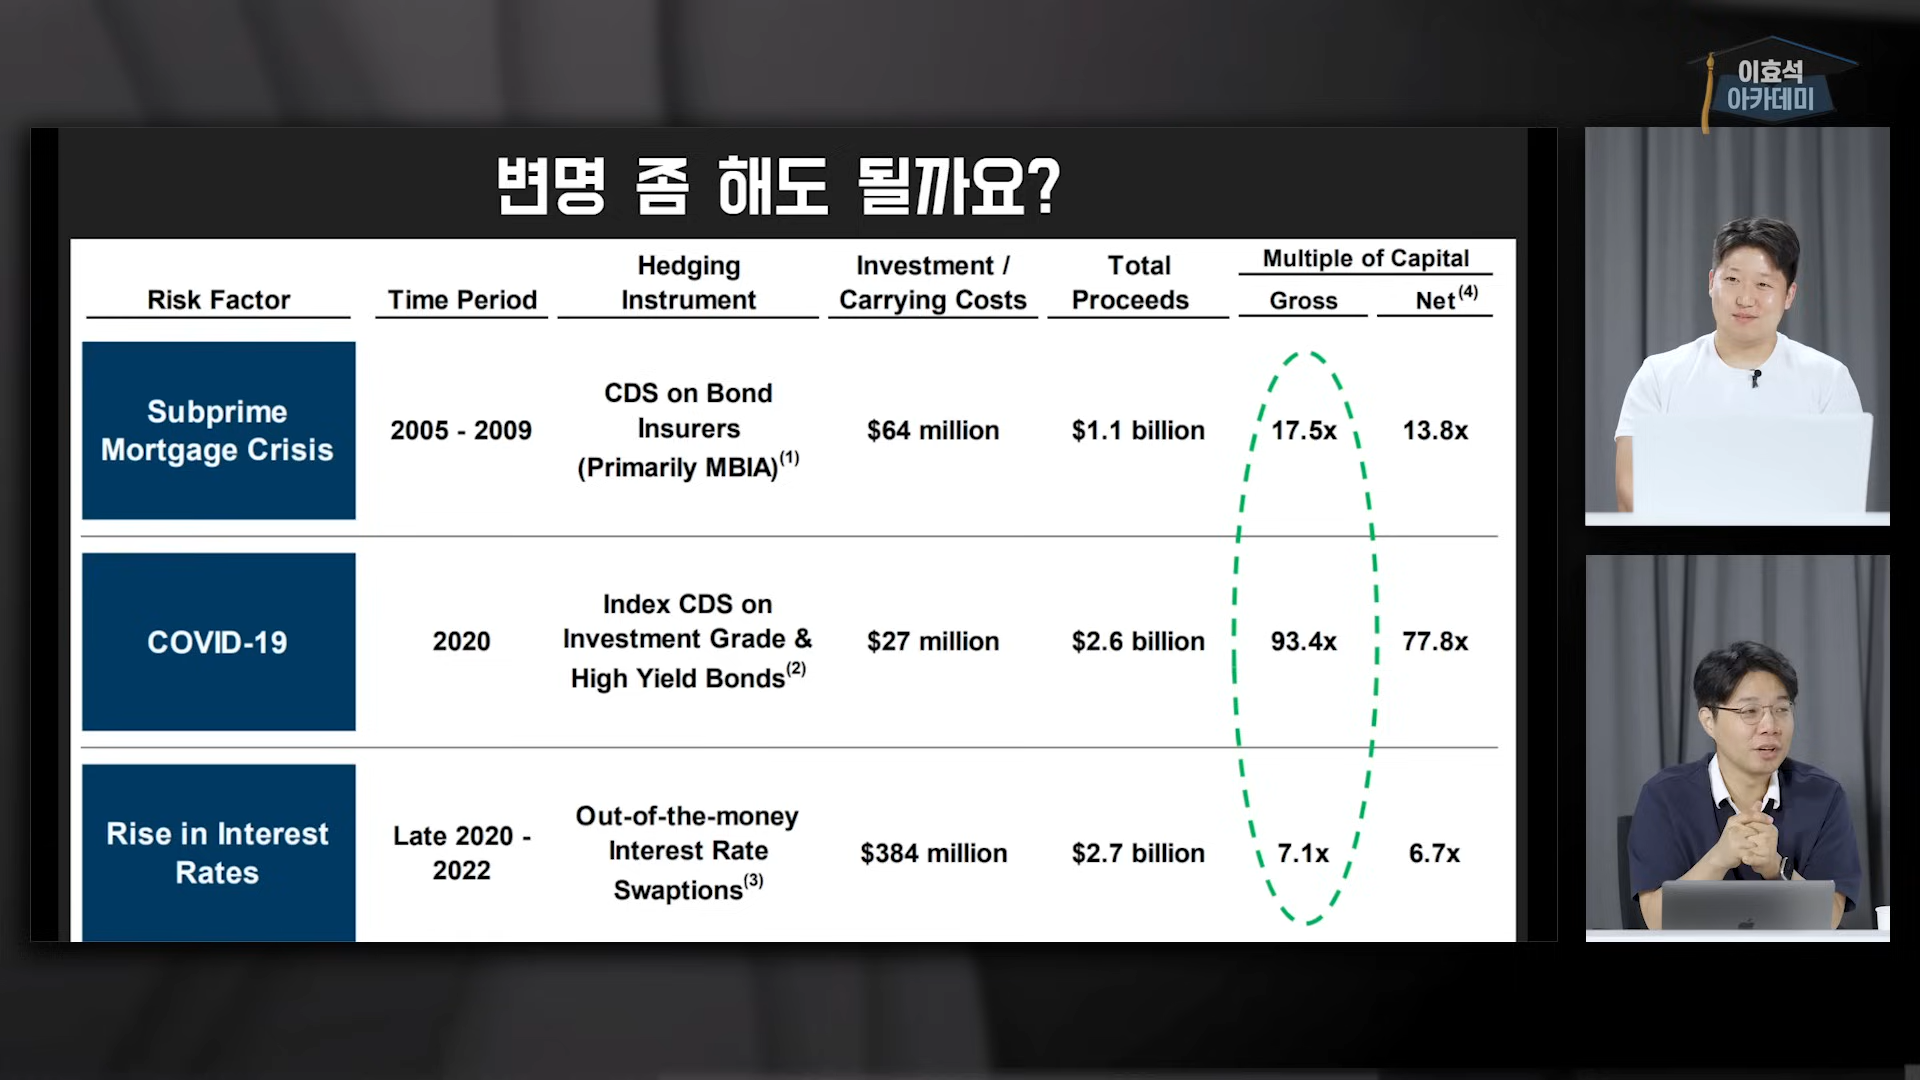 이효석
아카데미
변명 좀 해도 될까요?
Risk Factor
Time Period
Hedging
Instrument
Investment /
Carrying Costs
Total
Proceeds
Multiple of Capital
Gross
Net(4)
Subprime
Mortgage Crisis
2005 - 2009
CDS on Bond
Insurers
(Primarily MBIA)(1)
$64 million
$1.1 billion
17.5x
13.8x
COVID-19
2020
Index CDS on
Investment Grade &
High Yield Bonds(2)
$27 million
$2.6 billion
93.4x
77.8x
Rise in Interest
Rates
Late 2020 -
2022
Out-of-the-money
Interest Rate
Swaptions(3)
$384 million
$2.7 billion
7.1x
6.7x